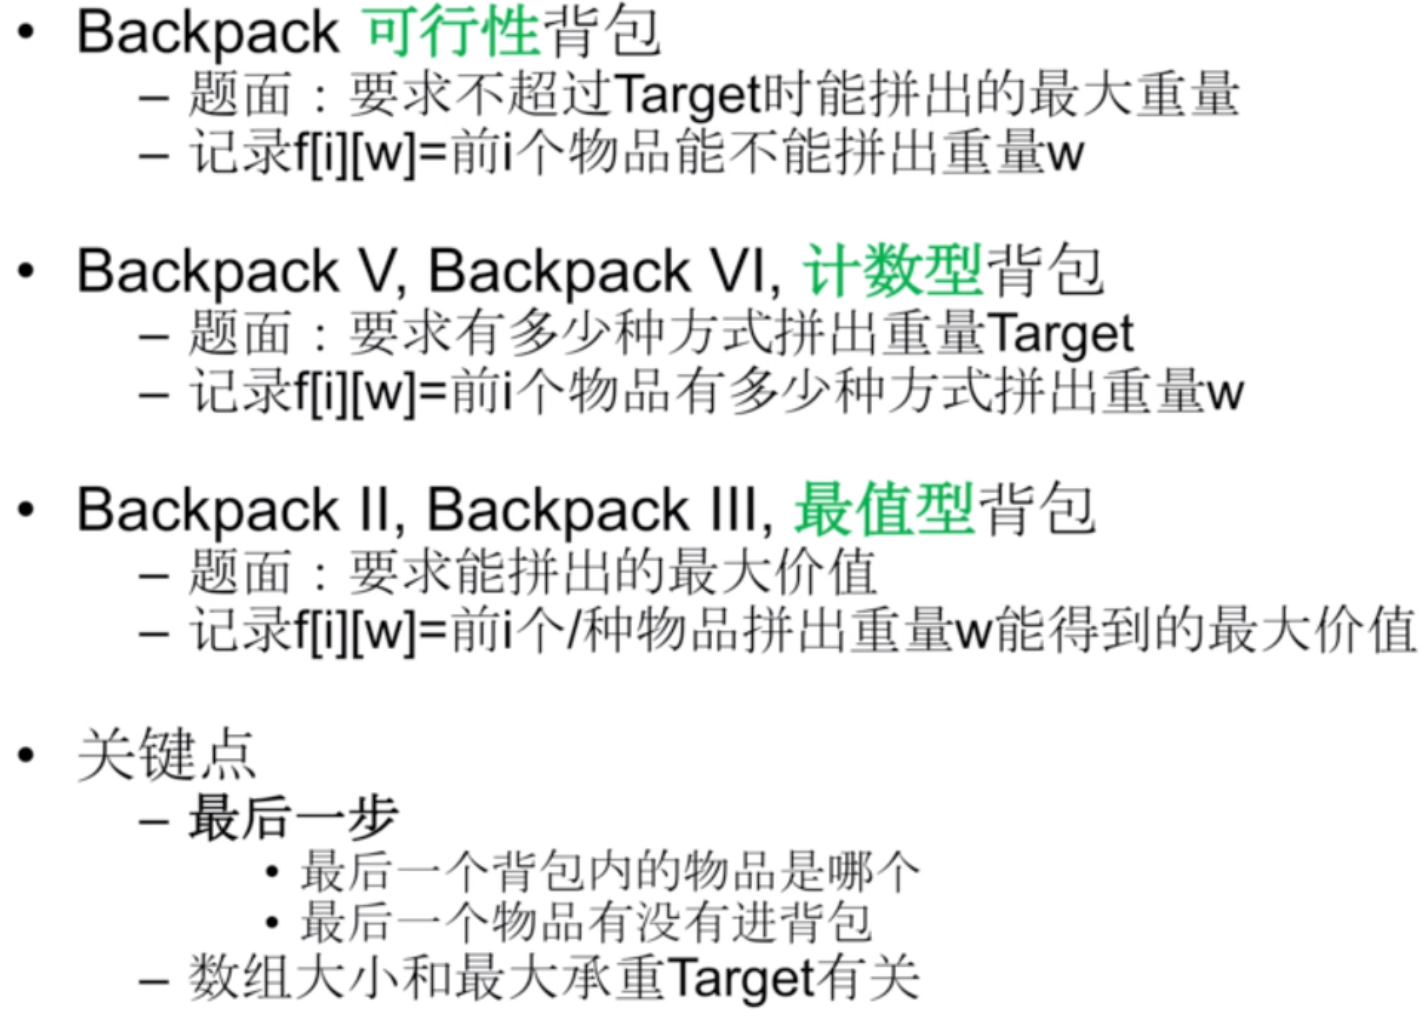 • Backpack 可行性背包
– 题面：要求不超过Target时能拼出的最大重量
– 记录f[i][w]=前i个物品能不能拼出重量w
• Backpack V, Backpack VI, 计数型背包
– 题面：要求有多少种方式拼出重量Target
– 记录f[i][w]=前i个物品有多少种方式拼出重量w
• Backpack II, Backpack III, 最值型背包
– 题面：要求能拼出的最大价值
– 记录f[i][w]=前i个/种物品拼出重量w能得到的最大价值
• 关键点
– 最后一步
• 最后一个背包内的物品是哪个
• 最后一个物品有没有进背包
– 数组大小和最大承重Target有关